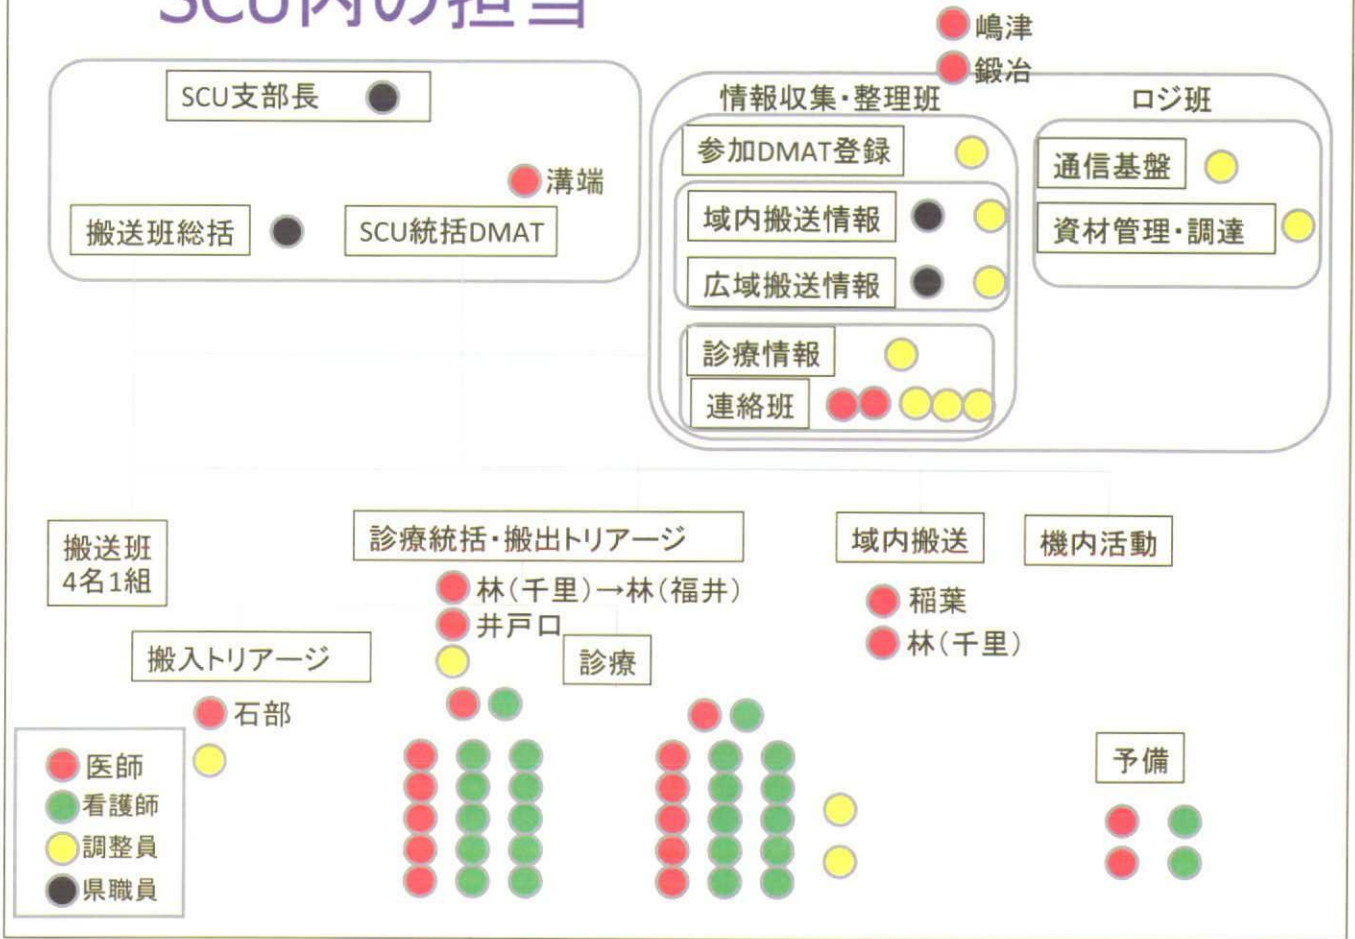 SCU内の担当
嶋津
鍛冶
SCU支部長
溝端
搬送班総括
SCU統括DMAT
情報収集・整理班
参加DMAT登録
域内搬送情報
広域搬送情報
診療情報
連絡班
ロジ班
通信基盤
資材管理・調達
搬送班
4名1組
診療統括・搬出トリアージ
林(千里)→林(福井)
井戸口
域内搬送
稲葉
林(千里)
機内活動
搬入トリアージ
石部
診療
予備
医師
看護師
調整員
県職員